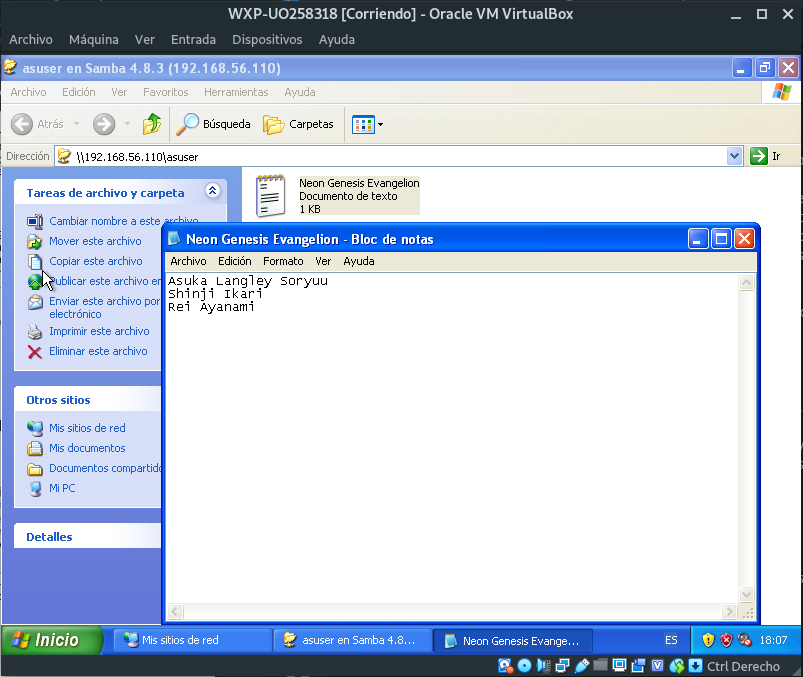 WXP-UO258318 [Corriendo] - Oracle VM VirtualBox
Archivo Máquina Ver Entrada Dispositivos Ayuda
asuser en Samba 4.8.3 (192.168.56.110)
Archivo Edición Ver Favoritos Herramientas Ayuda
Atrás Búsqueda Carpetas
Dirección \\192.168.56.110\asuser Ir
Tareas de archivo y carpeta
Cambiar nombre a este archivo
Mover este archivo
Copiar este archivo
Publicar este archivo en
Enviar este archivo por
electrónico
Imprimir este archivo
Eliminar este archivo
Otros sitios
Mis sitios de red
Mis documentos
Documentos compartido
Mi PC
Detalles
Neon Genesis Evangelion
Documento de texto
1 KB
Neon Genesis Evangelion - Bloc de notas
Archivo Edición Formato Ver Ayuda
Asuka Langley Soryuu
Shinji Ikari
Rei Ayanami
Inicio Mis sitios de red asuser en Samba 4.8... Neon Genesis Evange... ES 18:07
Ctrl Derecho